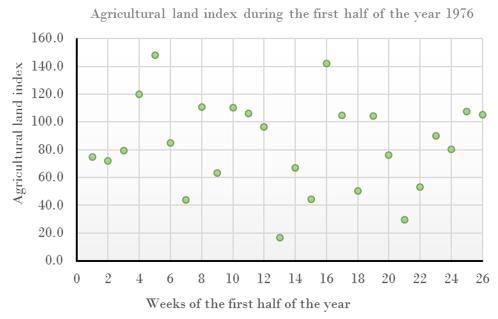 Agricultural land index during the first half of the year 1976
Agricultural land index
160.0
140.0
120.0
100.0
80.0
60.0
40.0
20.0
0.0
0 2 4 6 8 10 12 14 16 18 20 22 24 26
Weeks of the first half of the year